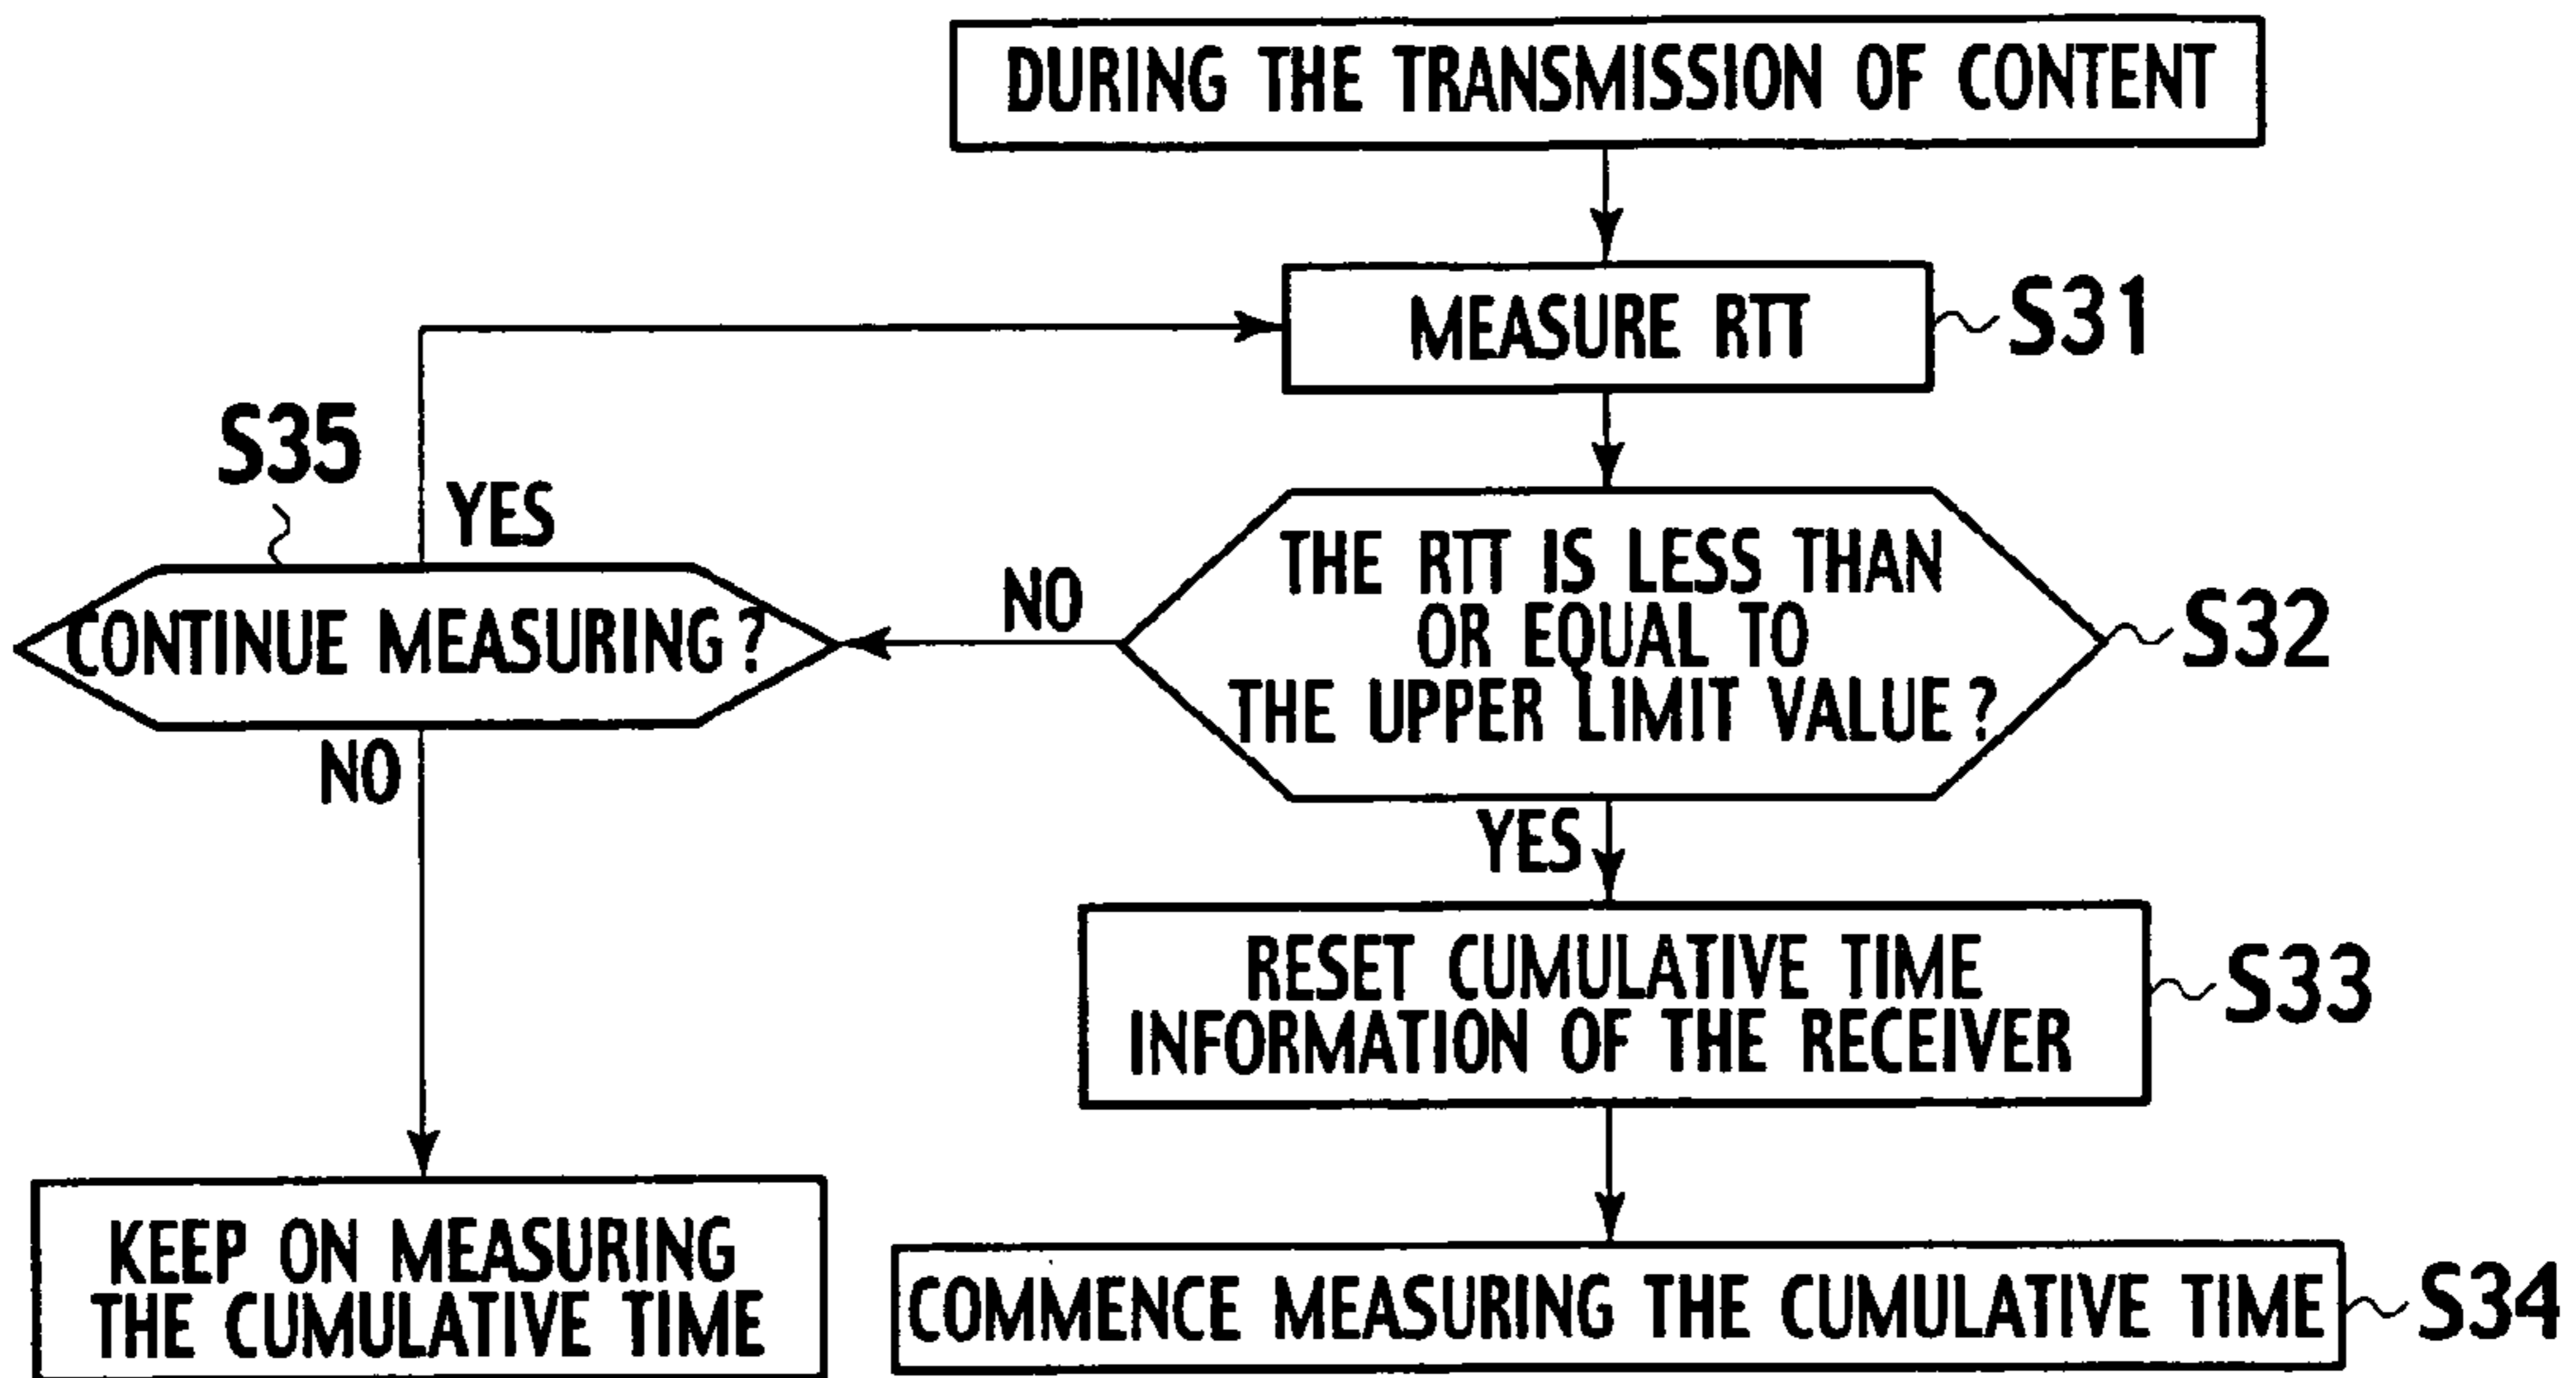 DURING THE TRANSMISSION OF CONTENT
MEASURE RTT
S31
S35
YES
CONTINUE MEASURING?
NO
THE RTT IS LESS THAN
OR EQUAL TO
THE UPPER LIMIT VALUE?
S32
NO
YES
RESET CUMULATIVE TIME
INFORMATION OF THE RECEIVER
S33
KEEP ON MEASURING
THE CUMULATIVE TIME
COMMENCE MEASURING THE CUMULATIVE TIME
S34